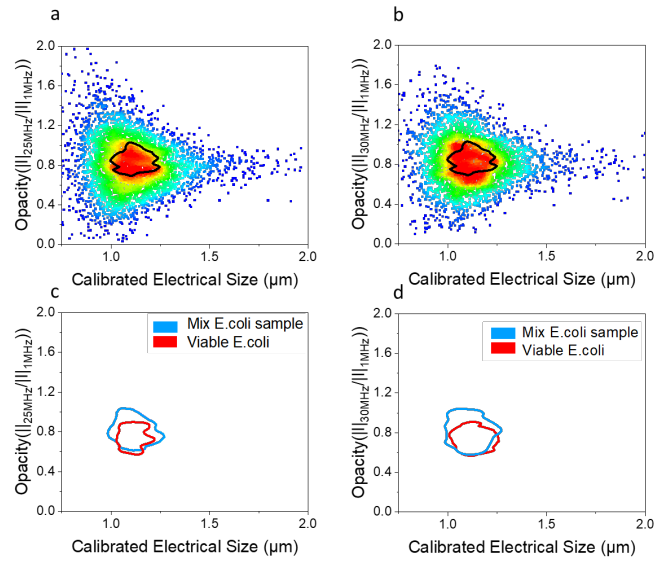 a
b
2.0
1.6
1.2
0.8
0.4
0.0
Opacity(|I|25MHz/|I|1MHz))
1.0
1.5
2.0
Calibrated Electrical Size (μm)
2.0
1.6
1.2
0.8
0.4
0.0
Opacity(|I|30MHz/|I|1MHz))
1.0
1.5
2.0
Calibrated Electrical Size (μm)
c
d
2.0
1.6
1.2
0.8
0.4
0.0
Opacity(|I|25MHz/|I|1MHz))
Mix E.coli sample
Viable E.coli
1.0
1.5
2.0
Calibrated Electrical Size (μm)
2.0
1.6
1.2
0.8
0.4
0.0
Opacity(|I|30MHz/|I|1MHz))
Mix E.coli sample
Viable E.coli
1.0
1.5
2.0
Calibrated Electrical Size (μm)